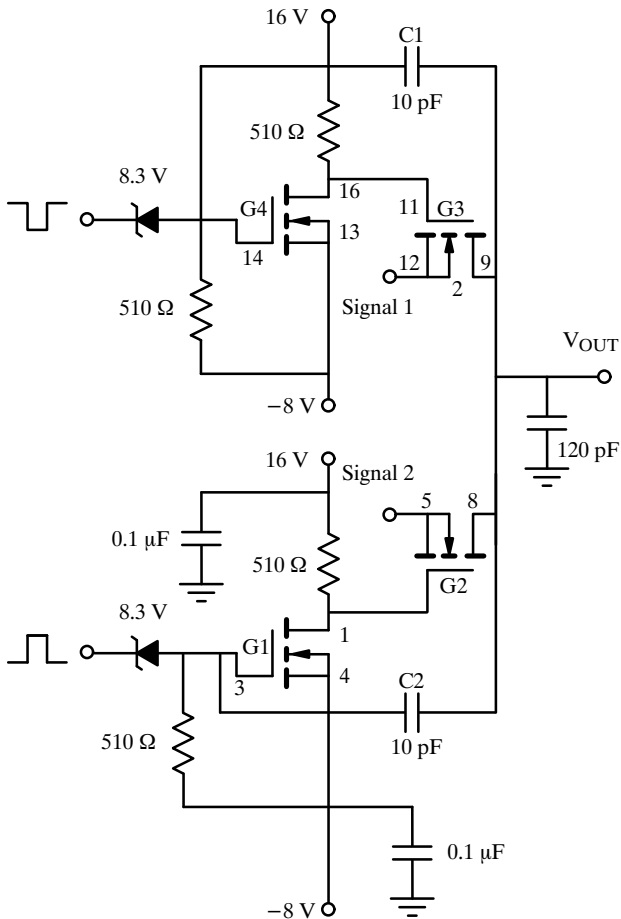 16 V
C1
10 pF
510 Ω
8.3 V
G4
16
11
G3
13
14
12
2
9
510 Ω
Signal 1
VOUT
−8 V
120 pF
16 V
Signal 2
5
8
0.1 μF
510 Ω
G2
8.3 V
G1
1
3
4
C2
510 Ω
10 pF
0.1 μF
−8 V